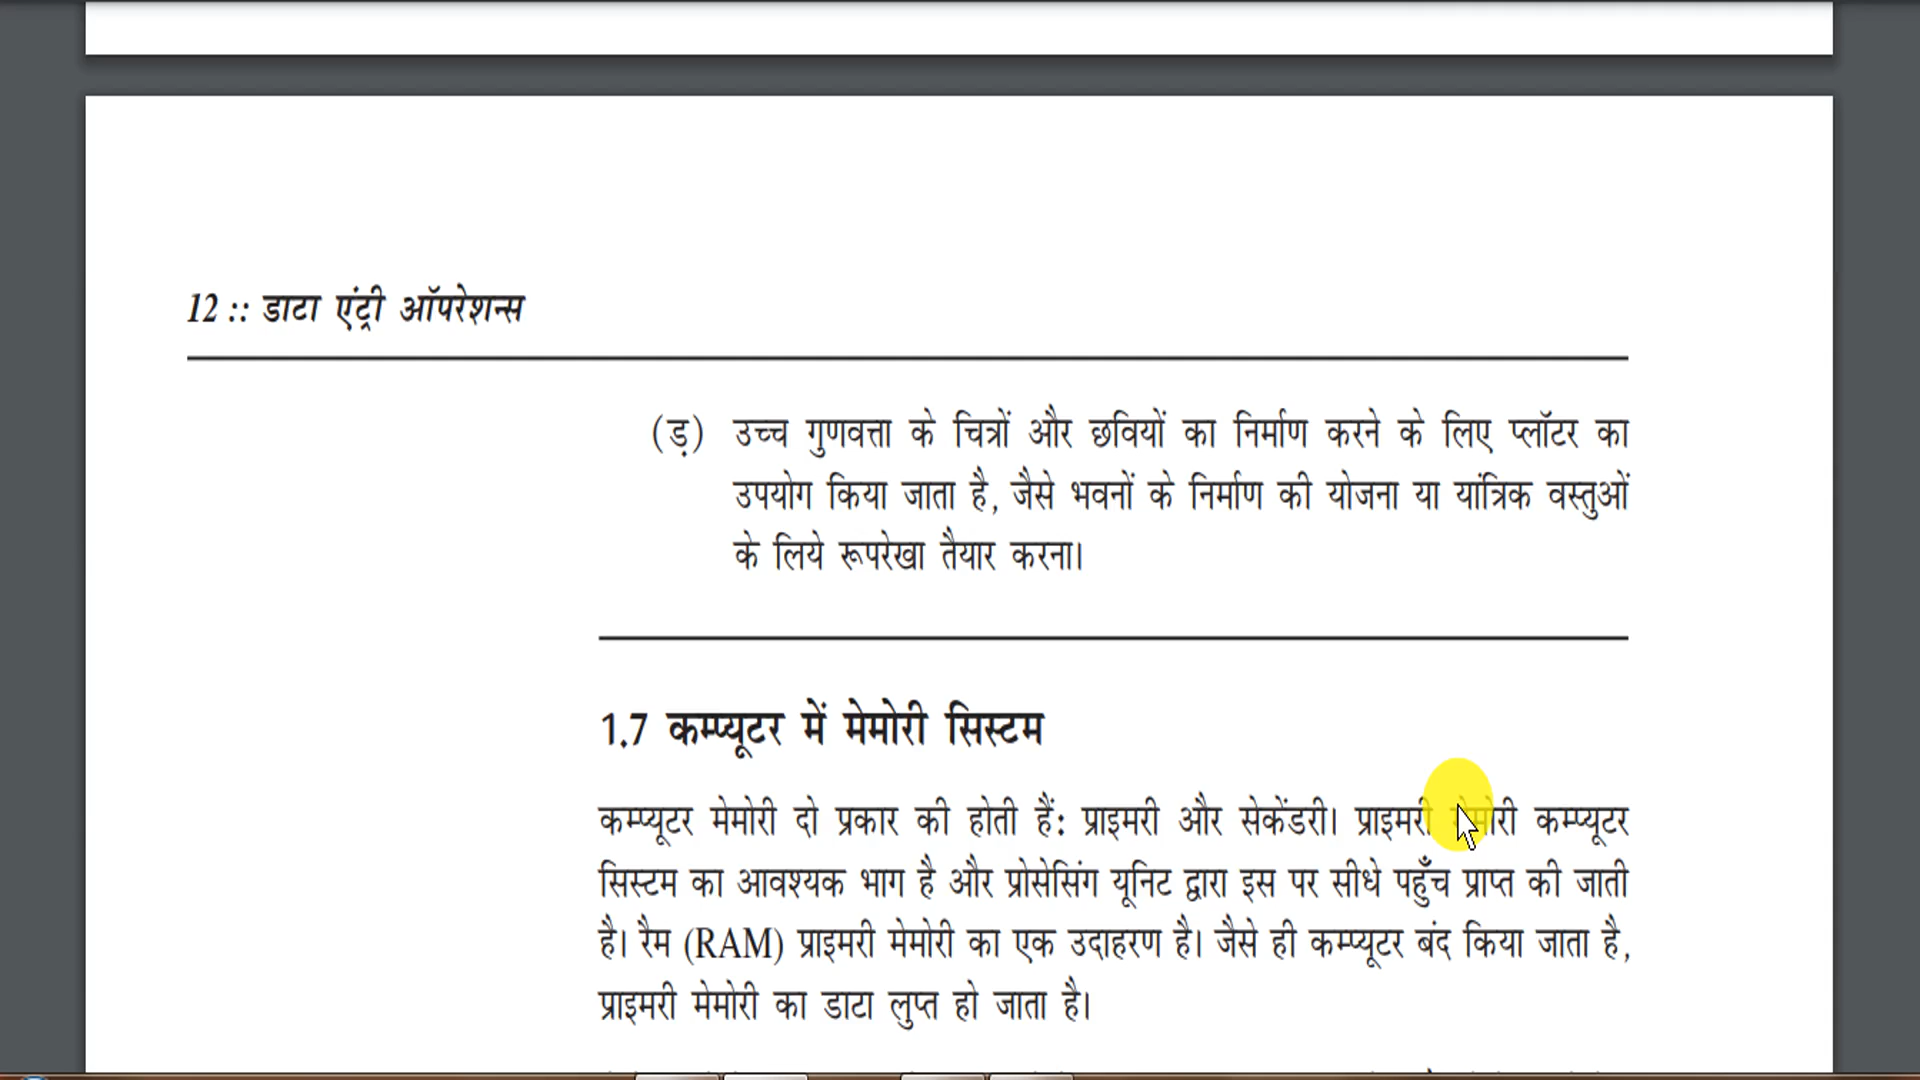 12 :: डाटा एंट्री ऑपरेशन्स
(ड़) उच्च गुणवत्ता के चित्रों और छवियों का निर्माण करने के लिए प्लॉटर का
उपयोग किया जाता है, जैसे भवनों के निर्माण की योजना या यांत्रिक वस्तुओं
के लिये रूपरेखा तैयार करना।
1.7 कम्प्यूटर में मेमोरी सिस्टम
कम्प्यूटर मेमोरी दो प्रकार की होती हैं: प्राइमरी और सेकेंडरी। प्राइमरी मेमोरी कम्प्यूटर
सिस्टम का आवश्यक भाग है और प्रोसेसिंग यूनिट द्वारा इस पर सीधे पहुँच प्राप्त की जाती
है। रैम (RAM) प्राइमरी मेमोरी का एक उदाहरण है। जैसे ही कम्प्यूटर बंद किया जाता है,
प्राइमरी मेमोरी का डाटा लुप्त हो जाता है।